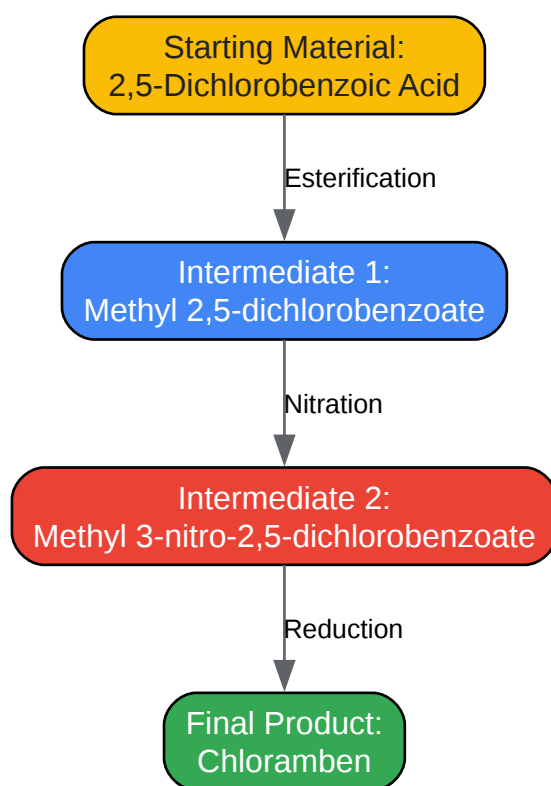 Starting Material:
2,5-Dichlorobenzoic Acid
Esterification
Intermediate 1:
Methyl 2,5-dichlorobenzoate
Nitration
Intermediate 2:
Methyl 3-nitro-2,5-dichlorobenzoate
Reduction
Final Product:
Chloramben